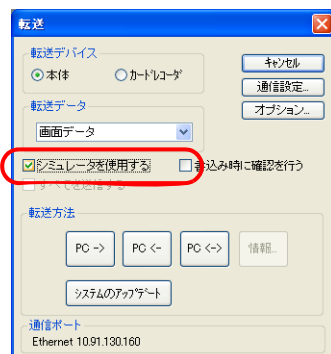 転送
転送デバイス
本体
カードレコーダ
キャンセル
通信設定...
オプション...
転送データ
画面データ
シミュレータを使用する
書込み時に確認を行う
すべてを送信する
転送方法
PC ->
PC <-
PC <->
情報...
システムのアップデート
通信ポート
Ethernet 10.91.130.160